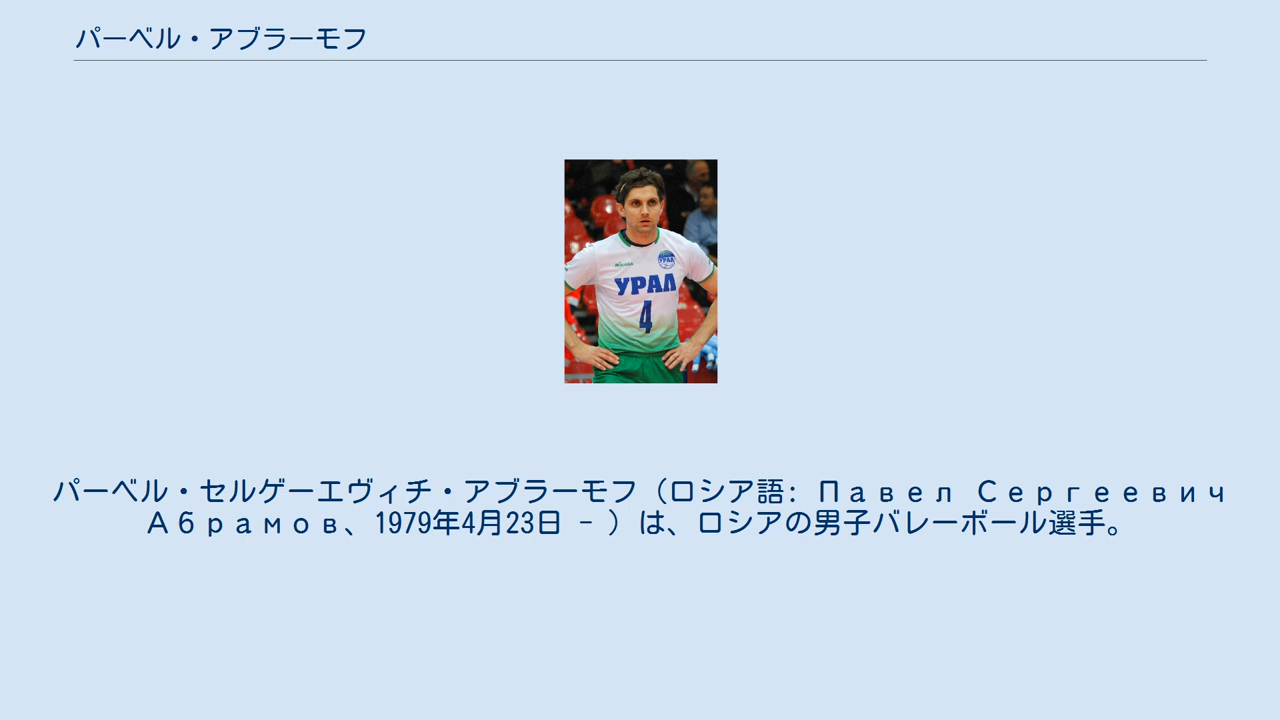 パーベル・アブラーモフ
УРАЛ
УРАЛ
4
パーベル・セルゲーエヴィチ・アブラーモフ（ロシア語: Павел Сергеевич
Абрамов、1979年4月23日 - ）は、ロシアの男子バレーボール選手。